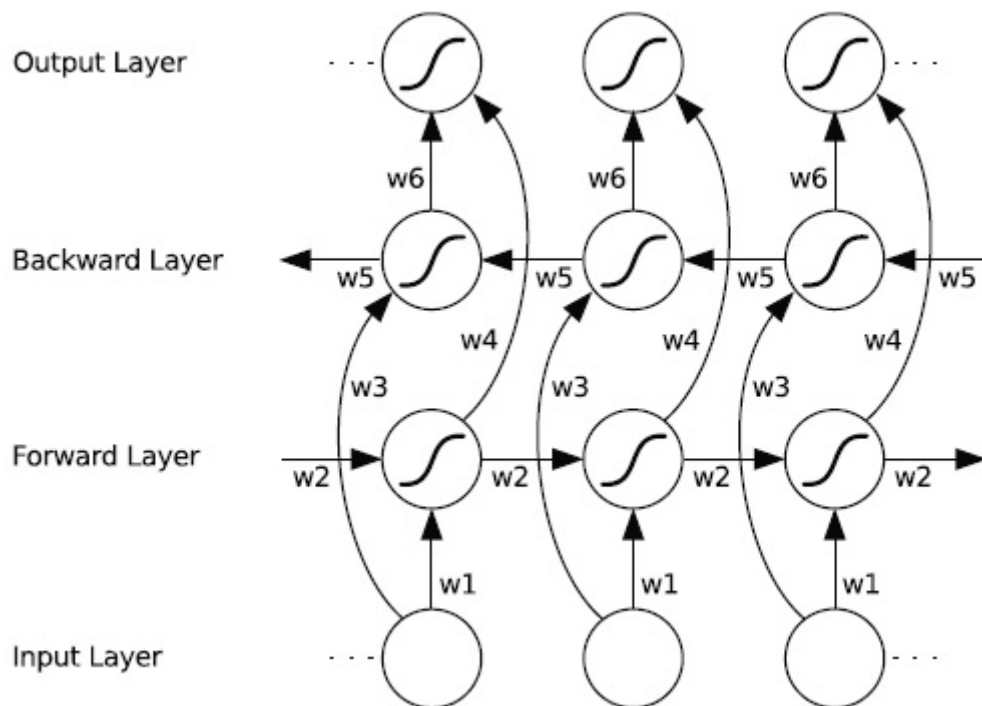 Output Layer
w6 w6 w6
Backward Layer
w5 w5 w5 w5
w4 w4 w4
w3 w3 w3
Forward Layer
w2 w2 w2 w2
w1 w1 w1
Input Layer